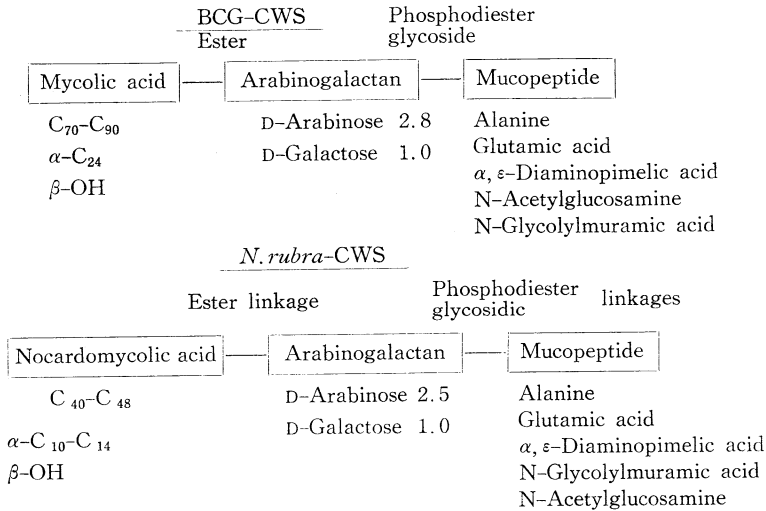 BCG–CWS
Ester
Phosphodiester
glycoside
Mycolic acid
Arabinogalactan
Mucopeptide
C70–C90
α–C24
β–OH
D–Arabinose 2.8
D–Galactose 1.0
Alanine
Glutamic acid
α, ε–Diaminopimelic acid
N–Acetylglucosamine
N–Glycolylmuramic acid
N. rubra–CWS
Ester linkage
Phosphodiester
glycosidic
linkages
Nocardomycolic acid
Arabinogalactan
Mucopeptide
C 40–C 48
α–C 10–C 14
β–OH
D–Arabinose 2.5
D–Galactose 1.0
Alanine
Glutamic acid
α, ε–Diaminopimelic acid
N–Glycolylmuramic acid
N–Acetylglucosamine